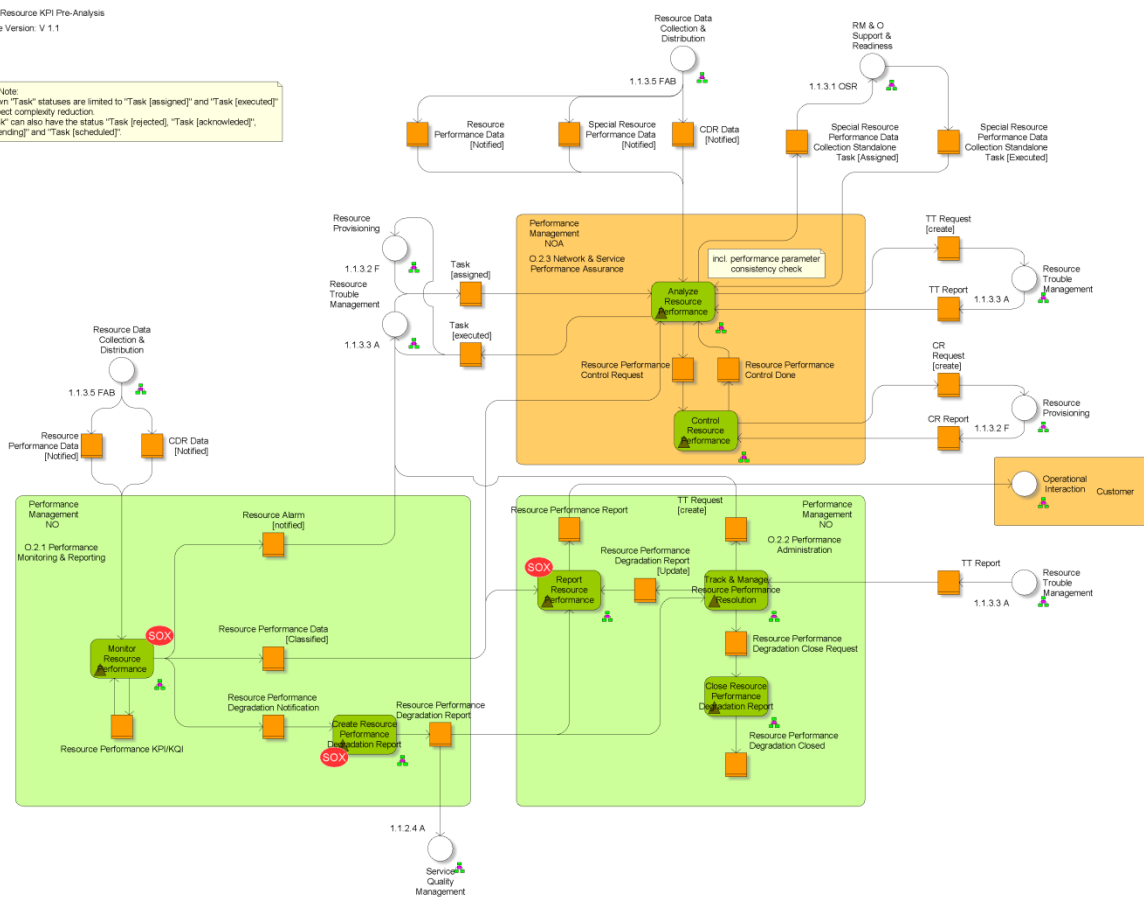 Resource KPI Pre-Analysis
Version: V 1.1
Note:
"Task" statuses are limited to "Task [assigned]" and "Task [executed]"
complexity reduction.
can also have the status "Task [rejected], "Task [acknowleded]",
and "Task [scheduled]".
Resource Data
Collection &
Distribution
1.1.3.5 FAB
RM & O
Support &
Readiness
1.1.3.1 OSR
Resource
Performance Data
[Notified]
Special Resource
Performance Data
[Notified]
CDR Data
[Notified]
Special Resource
Performance Data
Collection Standalone
Task [Assigned]
Special Resource
Performance Data
Collection Standalone
Task [Executed]
Resource
Provisioning
1.1.3.2 F
Resource
Trouble
Management
1.1.3.3 A
Task
[assigned]
Task
[executed]
Performance
Management
NOA
O.2.3 Network & Service
Performance Assurance
incl. performance parameter
consistency check
Analyze
Resource
Performance
Resource Performance
Control Request
Resource Performance
Control Done
Control
Resource
Performance
TT Request
[create]
TT Report
Resource
Trouble
Management
1.1.3.3 A
CR
Request
[create]
CR Report
Resource
Provisioning
1.1.3.2 F
Operational
Interaction
Customer
Resource Data
Collection &
Distribution
1.1.3.5 FAB
Resource
Performance Data
[Notified]
CDR Data
[Notified]
Performance
Management
NO
O.2.1 Performance
Monitoring & Reporting
Resource Alarm
[notified]
SOX
Monitor
Resource
Performance
Resource Performance Data
[Classified]
Resource Performance
Degradation Notification
Resource Performance KPI/KQI
Create Resource
Performance
Degradation Report
SOX
Resource Performance
Degradation Report
1.1.2.4 A
Service
Quality
Management
Resource Performance Report
TT Request
[create]
Performance
Management
NO
O.2.2 Performance
Administration
SOX
Report
Resource
Performance
Resource Performance
Degradation Report
[Update]
Track & Manage
Resource Performance
Resolution
Resource Performance
Degradation Close Request
Close Resource
Performance
Degradation Report
Resource Performance
Degradation Closed
TT Report
Resource
Trouble
Management
1.1.3.3 A